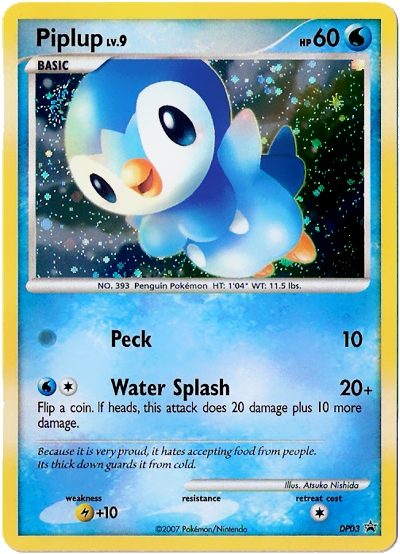 Piplup LV.9 HP 60
BASIC
NO. 393 Penguin Pokémon HT: 1'04" WT: 11.5 lbs.
Peck 10
Water Splash 20+
Flip a coin. If heads, this attack does 20 damage plus 10 more
damage.
Because it is very proud, it hates accepting food from people.
Its thick down guards it from cold.
Illus. Atsuko Nishida
weakness resistance retreat cost
+10
©2007 Pokémon/Nintendo DP03